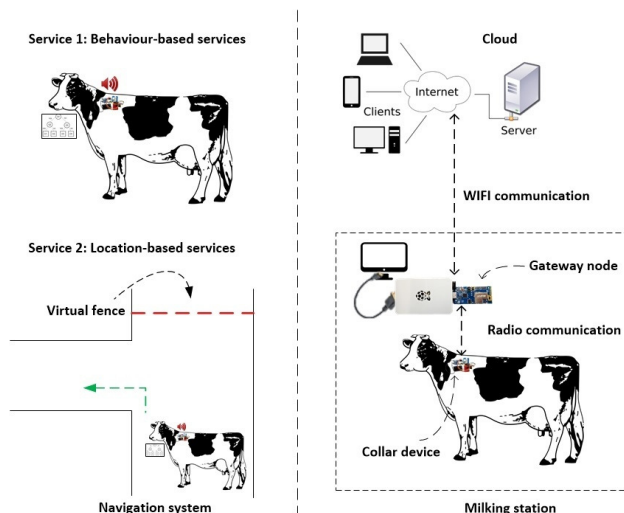 Service 1: Behaviour-based services
Service 2: Location-based services
Virtual fence
Navigation system
Cloud
Internet
Clients
Server
WIFI communication
Gateway node
Radio communication
Collar device
Milking station